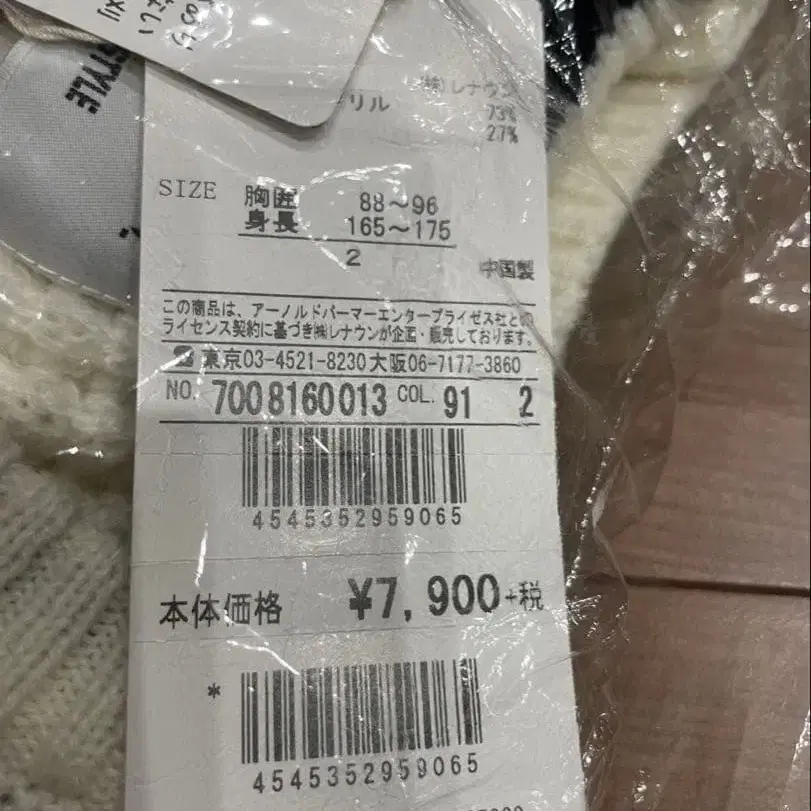 STYLE
㈱レナウン
リル 73%
27%
SIZE 胸囲 88～96
身長 165～175
2
中国製
この商品は、アーノルドパーマーエンタープライゼス社との
ライセンス契約に基づき㈱レナウンが企画・販売しております。
☎東京03-4521-8230大阪06-7177-3860
NO. 7008160013 COL. 91 2
4545352959065
本体価格 ¥7,900+税
*
4545352959065